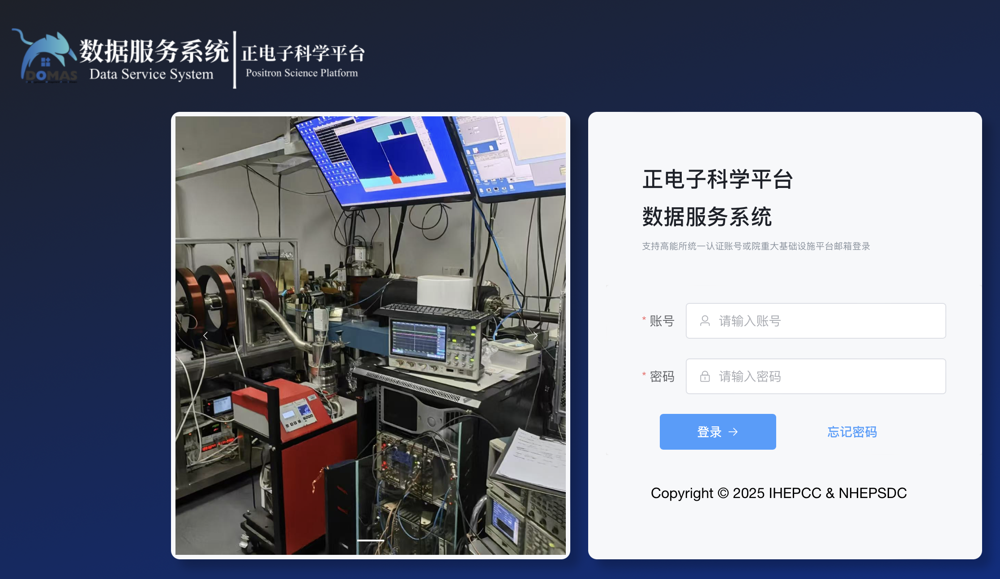 数据服务系统
Data Service System
正电子科学平台
Positron Science Platform
DOMAS
正电子科学平台
数据服务系统
支持高能所统一认证账号或院重大基础设施平台邮箱登录
* 账号
请输入账号
* 密码
请输入密码
登录 →
忘记密码
Copyright © 2025 IHEPCC & NHEPSDC